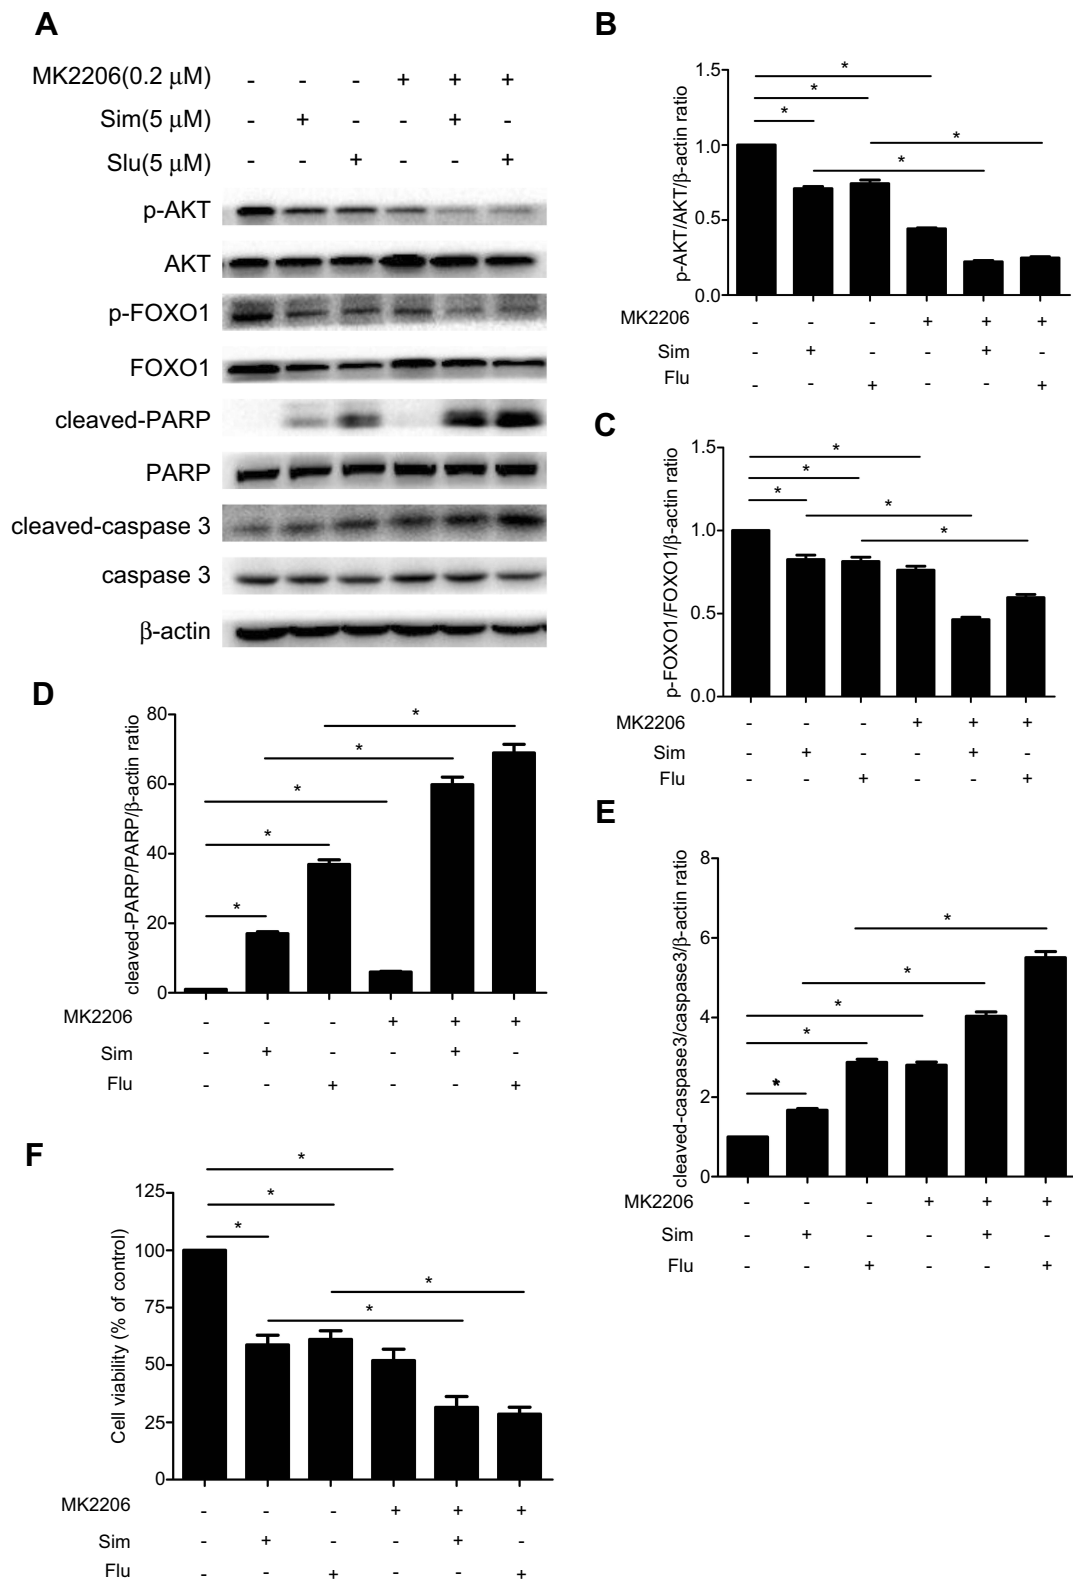 A
MK2206(0.2 μM) - - - + + +
Sim(5 μM) - + - - + -
Slu(5 μM) - - + - - +
p-AKT
AKT
p-FOXO1
FOXO1
cleaved-PARP
PARP
cleaved-caspase 3
caspase 3
β-actin
B
p-AKT/AKT/β-actin ratio
1.5
1.0
0.5
0.0
* * * * *
MK2206 - - - + + +
Sim - + - - + -
Flu - - + - - +
C
p-FOXO1/FOXO1/β-actin ratio
1.5
1.0
0.5
0.0
* * * * *
MK2206 - - - + + +
Sim - + - - + -
Flu - - + - - +
D
cleaved-PARP/PARP/β-actin ratio
80
60
40
20
0
* * * * *
MK2206 - - - + + +
Sim - + - - + -
Flu - - + - - +
E
cleaved-caspase3/caspase3/β-actin ratio
8
6
4
2
0
* * * * *
MK2206 - - - + + +
Sim - + - - + -
Flu - - + - - +
F
Cell viability (% of control)
125
100
75
50
25
0
* * * * *
MK2206 - - - + + +
Sim - + - - + -
Flu - - + - - +